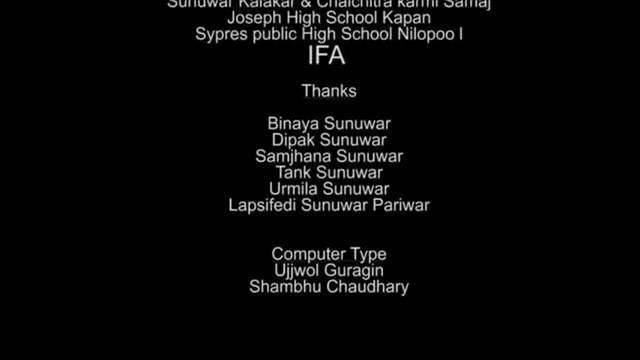 Sunuwar Kalakar & Chalchitra karmi Samaj
Joseph High School Kapan
Sypres public High School Nilopoo l
IFA
Thanks
Binaya Sunuwar
Dipak Sunuwar
Samjhana Sunuwar
Tank Sunuwar
Urmila Sunuwar
Lapsifedi Sunuwar Pariwar
Computer Type
Ujjwol Guragin
Shambhu Chaudhary